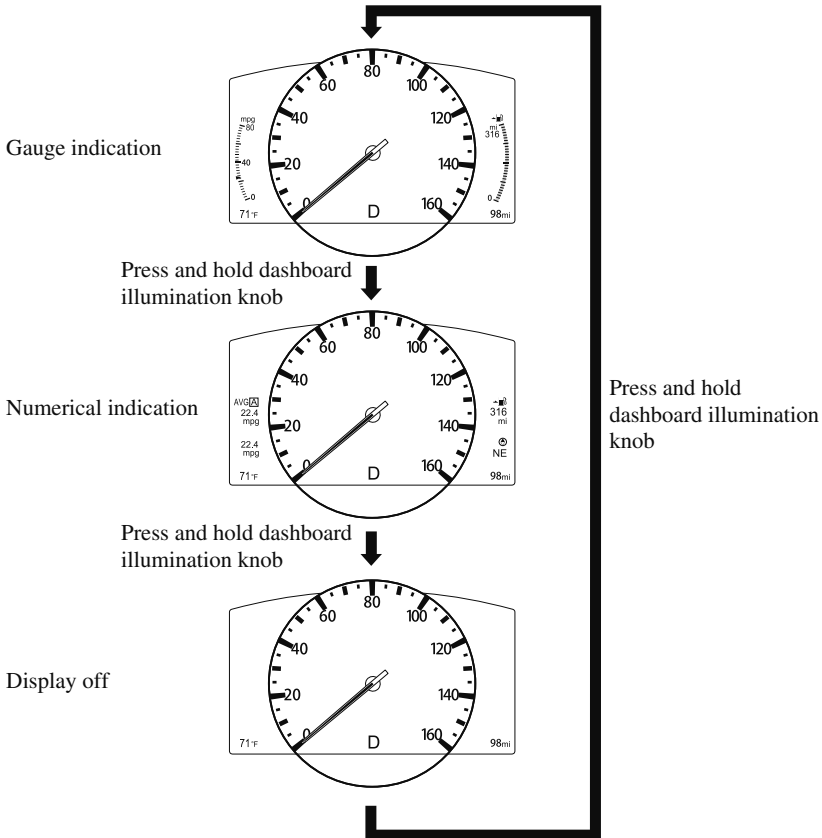 80
60
100
40
120
mpg
80
mi
316
Gauge indication
40
20
140
0
0
160
0
71°F
D
98mi
Press and hold dashboard
illumination knob
80
60
100
40
120
Numerical indication
AVG A
22.4
mpg
20
140
316
mi
22.4
mpg
NE
0
160
71°F
D
98mi
Press and hold
dashboard illumination
knob
Press and hold dashboard
illumination knob
80
60
100
40
120
Display off
20
140
0
160
71°F
D
98mi